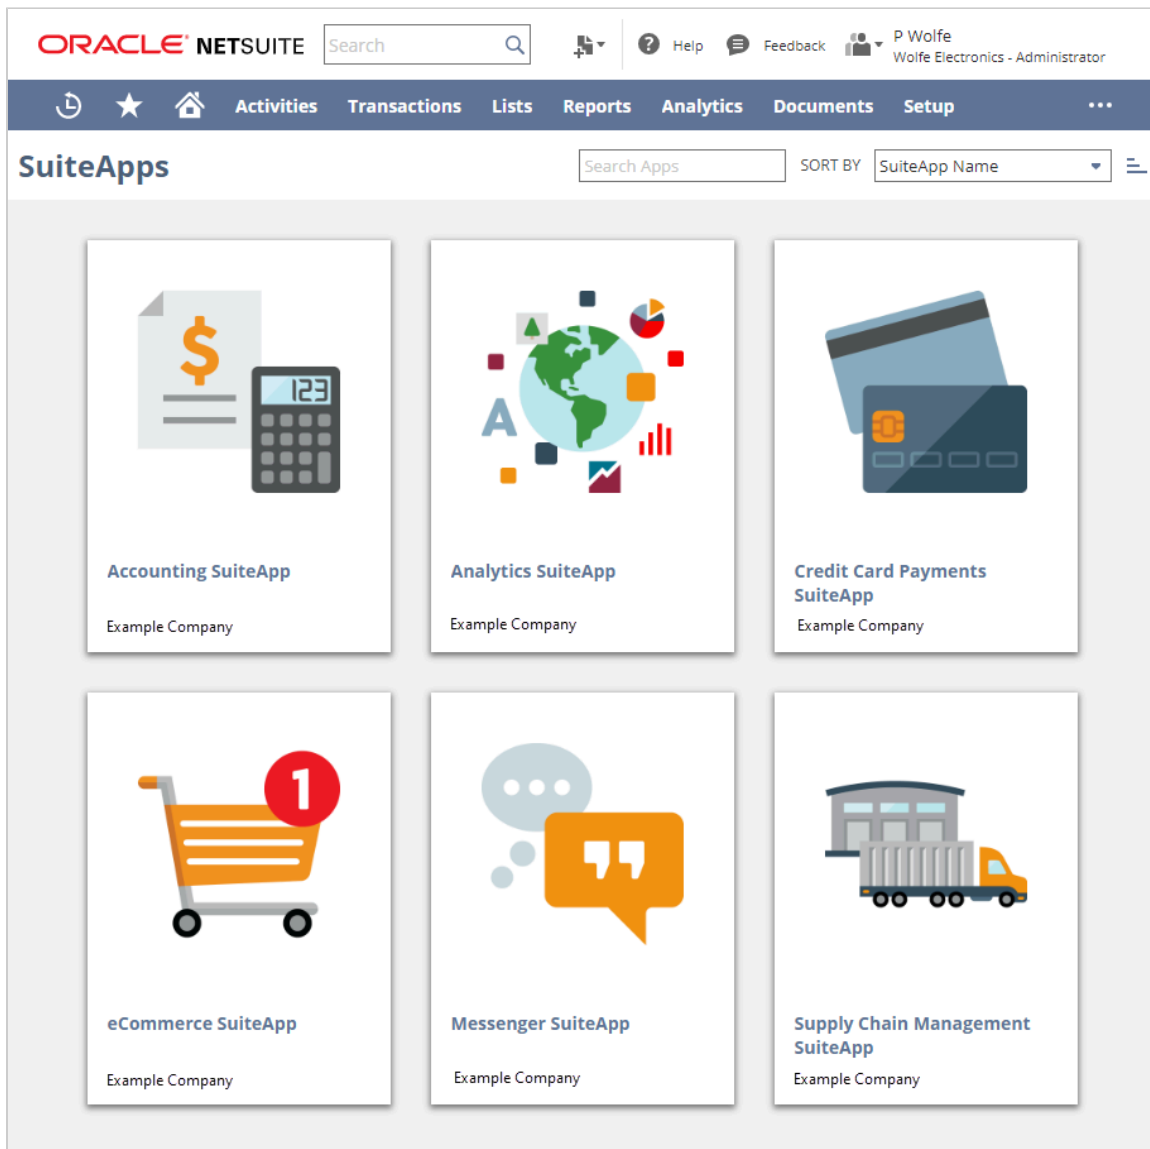 ORACLE NETSUITE
Search
Help
Feedback
P Wolfe
Wolfe Electronics - Administrator
Activities
Transactions
Lists
Reports
Analytics
Documents
Setup
SuiteApps
Search Apps
SORT BY
SuiteApp Name
$
123
A
Accounting SuiteApp
Example Company
Analytics SuiteApp
Example Company
Credit Card Payments
SuiteApp
Example Company
1
eCommerce SuiteApp
Example Company
Messenger SuiteApp
Example Company
Supply Chain Management
SuiteApp
Example Company